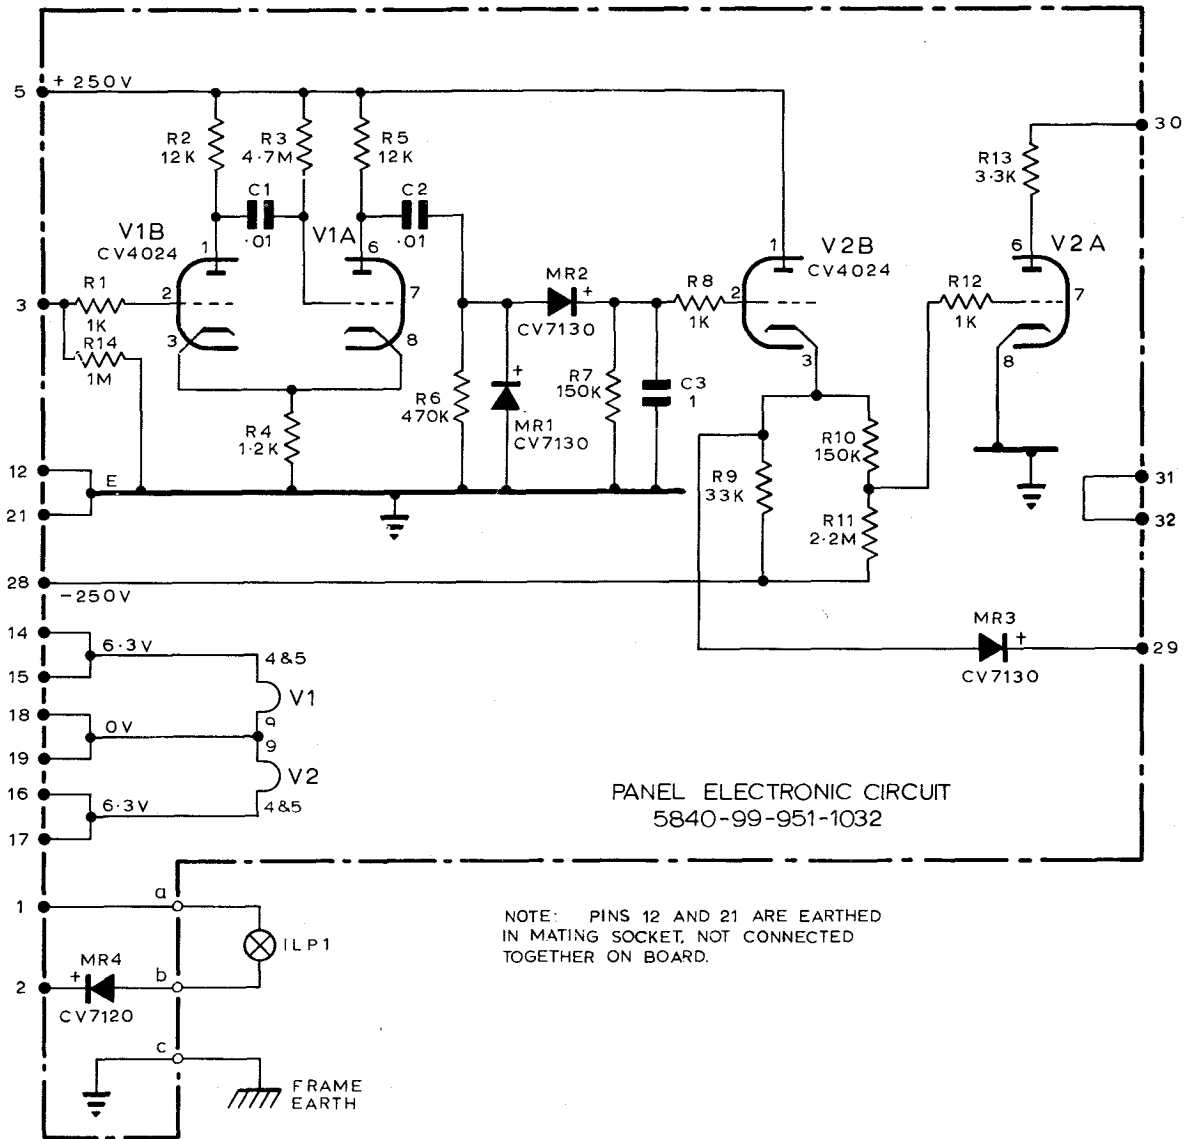 5
+ 250V
30
R2
12K
R3
4·7M
R5
12K
R13
3·3K
C1
·01
C2
·01
V1B
CV4024
1
V1A
6
1
V2B
CV4024
6
V2A
3
R1
1K
2
7
MR2
+
CV7130
R8
1K
2
R12
1K
7
R14
1M
3
8
3
8
R4
1·2K
R6
470K
+
MR1
CV7130
R7
150K
C3
1
R9
33K
R10
150K
R11
2·2M
12
E
21
31
32
28
-250V
14
6·3V
4&5
15
V1
18
0V
9
9
19
V2
16
6·3V
4&5
17
MR3
+
CV7130
29
PANEL ELECTRONIC CIRCUIT
5840-99-951-1032
1
a
ILP1
MR4
+
2
b
CV7120
c
FRAME
EARTH
NOTE: PINS 12 AND 21 ARE EARTHED
IN MATING SOCKET, NOT CONNECTED
TOGETHER ON BOARD.